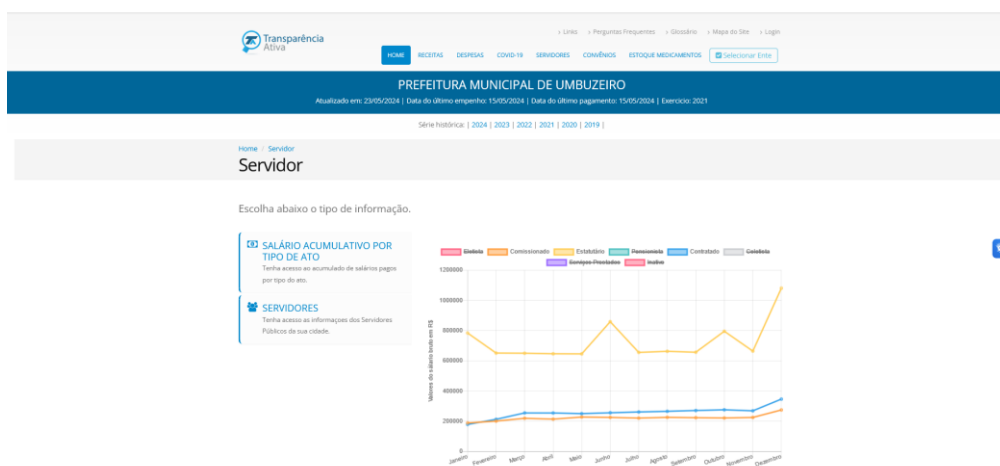 Transparência
Ativa
› Links › Perguntas Frequentes › Glossário › Mapa do Site › Login
HOME RECEITAS DESPESAS COVID-19 SERVIDORES CONVÊNIOS ESTOQUE MEDICAMENTOS Selecionar Ente
PREFEITURA MUNICIPAL DE UMBUZEIRO
Atualizado em: 23/05/2024 | Data do último empenho: 15/05/2024 | Data do último pagamento: 15/05/2024 | Exercício: 2021
Série histórica: | 2024 | 2023 | 2022 | 2021 | 2020 | 2019 |
Home / Servidor
Servidor
Escolha abaixo o tipo de informação.
SALÁRIO ACUMULATIVO POR
TIPO DE ATO
Tenha acesso ao acumulado de salários pagos
por tipo do ato.
SERVIDORES
Tenha acesso as informaçoes dos Servidores
Públicos da sua cidade.
Eletivo Comissionado Estatutário Pensionista Contratado Celetista
Serviços Prestados Inativo
Valores do salário bruto em R$
1200000
1000000
800000
600000
400000
200000
0
Janeiro Fevereiro Março Abril Maio Junho Julho Agosto Setembro Outubro Novembro Dezembro